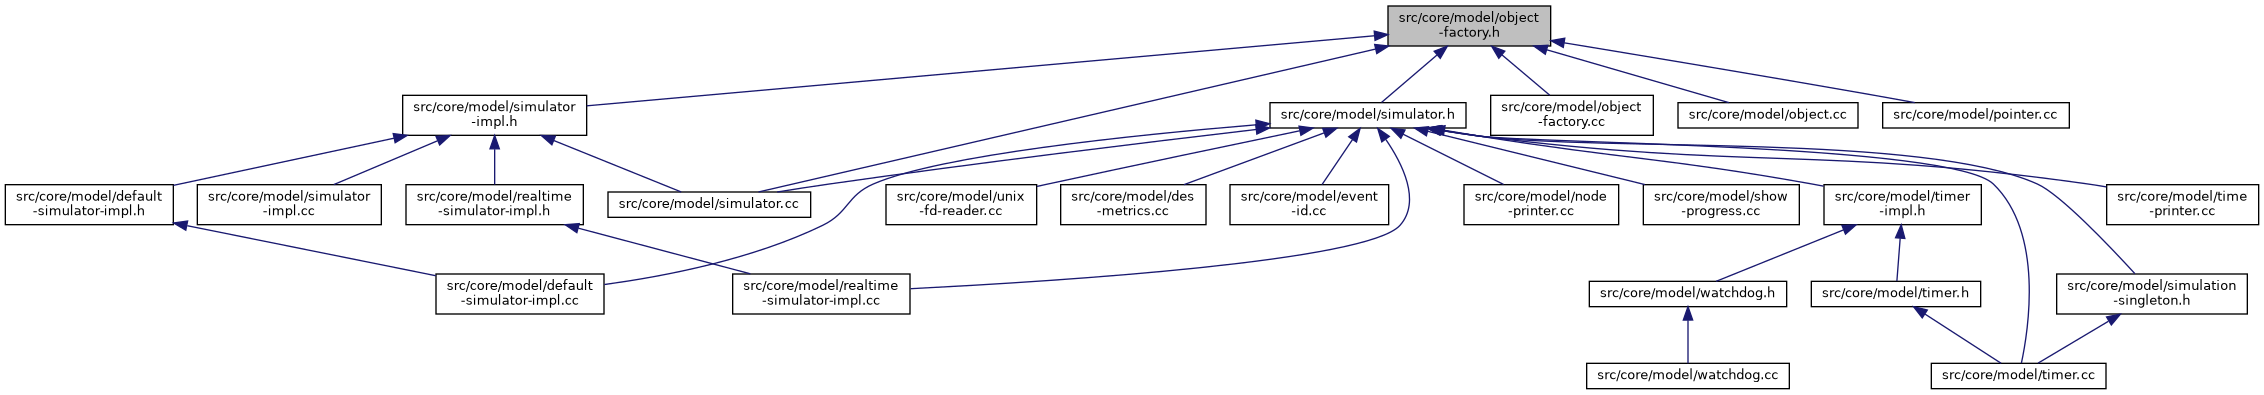 src/core/model/object
-factory.h
src/core/model/simulator
-impl.h
src/core/model/simulator.h
src/core/model/object
-factory.cc
src/core/model/object.cc
src/core/model/pointer.cc
src/core/model/default
-simulator-impl.h
src/core/model/simulator
-impl.cc
src/core/model/realtime
-simulator-impl.h
src/core/model/simulator.cc
src/core/model/unix
-fd-reader.cc
src/core/model/des
-metrics.cc
src/core/model/event
-id.cc
src/core/model/node
-printer.cc
src/core/model/show
-progress.cc
src/core/model/timer
-impl.h
src/core/model/time
-printer.cc
src/core/model/default
-simulator-impl.cc
src/core/model/realtime
-simulator-impl.cc
src/core/model/watchdog.h
src/core/model/timer.h
src/core/model/simulation
-singleton.h
src/core/model/watchdog.cc
src/core/model/timer.cc